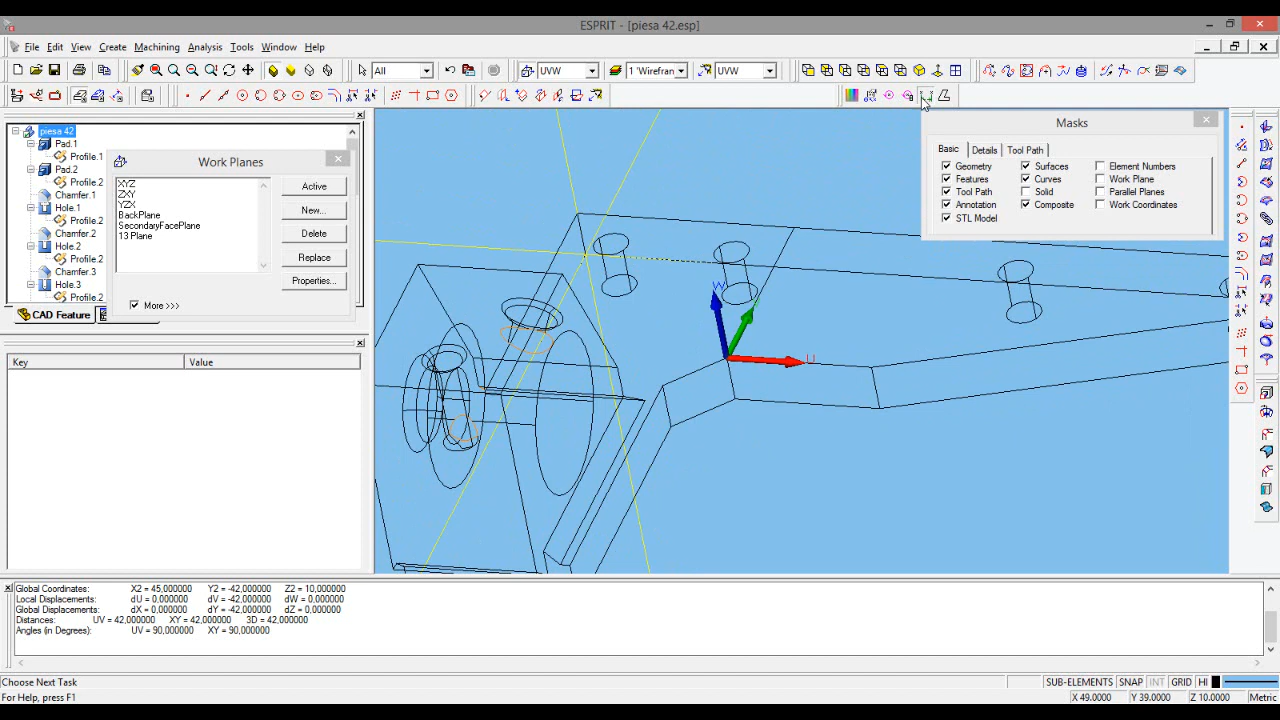 ESPRIT - [piesa 42.esp]
File Edit View Create Machining Analysis Tools Window Help
All UVW 1 'Wirefran UVW
piesa 42
Pad.1
Profile.1
Pad.2
Profile.2
Chamfer.1
Hole.1
Profile.2
Chamfer.2
Hole.2
Profile.2
Chamfer.3
Hole.3
Profile.2
CAD Feature
Work Planes
XYZ
ZXY
YZX
BackPlane
SecondayFacePlane
13 Plane
Active
New...
Delete
Replace
Properties...
More >>>
Key Value
Masks
Basic Details Tool Path
Geometry Surfaces Element Numbers
Features Curves Work Plane
Tool Path Solid Parallel Planes
Annotation Composite Work Coordinates
STL Model
W
U
Global Coordinates: X2 = 45,000000 Y2 = -42,000000 Z2 = 10,000000
Local Displacements: dU = 0,000000 dV = -42,000000 dW = 0,000000
Global Displacements: dX = 0,000000 dY = -42,000000 dZ = 0,000000
Distances: UV = 42,000000 XY = 42,000000 3D = 42,000000
Angles (in Degrees): UV = 90,000000 XY = 90,000000
Choose Next Task
SUB-ELEMENTS SNAP INT GRID HI
For Help, press F1
X 49.0000 Y 39.0000 Z 10.0000 Metric